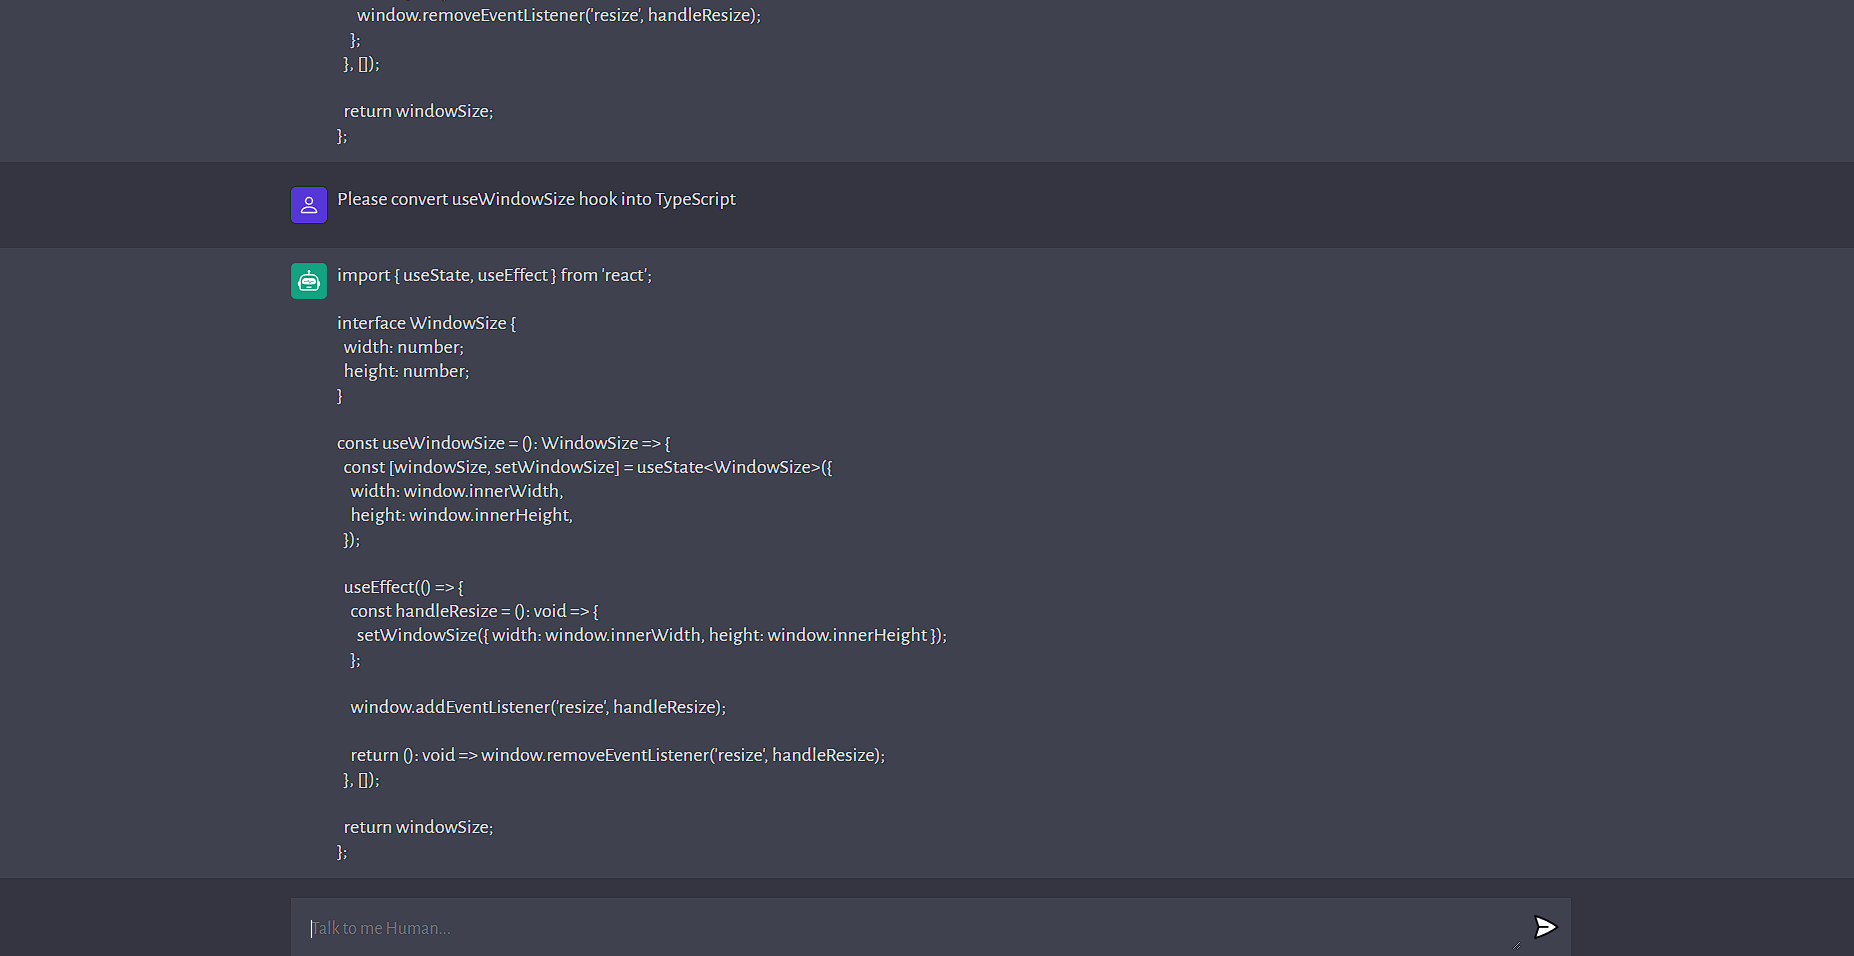 window.removeEventListener('resize', handleResize);
};
}, []);
return windowSize;
};
Please convert useWindowSize hook into TypeScript
import { useState, useEffect } from 'react';
interface WindowSize {
width: number;
height: number;
}
const useWindowSize = (): WindowSize => {
const [windowSize, setWindowSize] = useState<WindowSize>({
width: window.innerWidth,
height: window.innerHeight,
});
useEffect(() => {
const handleResize = (): void => {
setWindowSize({ width: window.innerWidth, height: window.innerHeight });
};
window.addEventListener('resize', handleResize);
return (): void => window.removeEventListener('resize', handleResize);
}, []);
return windowSize;
};
Talk to me Human...